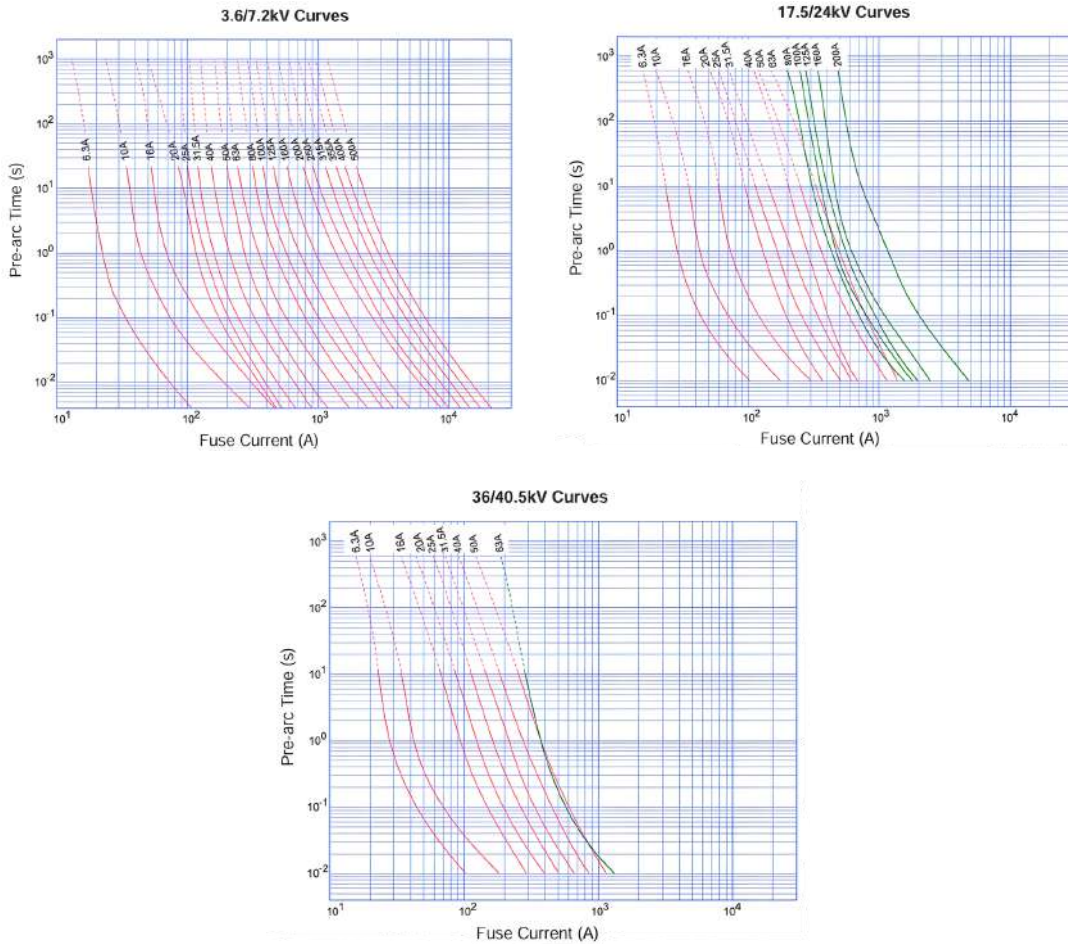 3.6/7.2kV Curves
Pre-arc Time (s)
10³
10²
10¹
10⁰
10⁻¹
10⁻²
6.3A 10A 16A 20A 25A 31.5A 40A 50A 63A 80A 100A 125A 160A 200A 250A 315A 355A 400A 500A
10¹ 10² 10³ 10⁴
Fuse Current (A)
17.5/24kV Curves
Pre-arc Time (s)
10³
10²
10¹
10⁰
10⁻¹
10⁻²
6.3A 10A 16A 20A 25A 31.5A 40A 50A 63A 80A 100A 125A 160A 200A
10¹ 10² 10³ 10⁴
Fuse Current (A)
36/40.5kV Curves
Pre-arc Time (s)
10³
10²
10¹
10⁰
10⁻¹
10⁻²
6.3A 10A 16A 20A 25A 31.5A 40A 50A 63A
10¹ 10² 10³ 10⁴
Fuse Current (A)